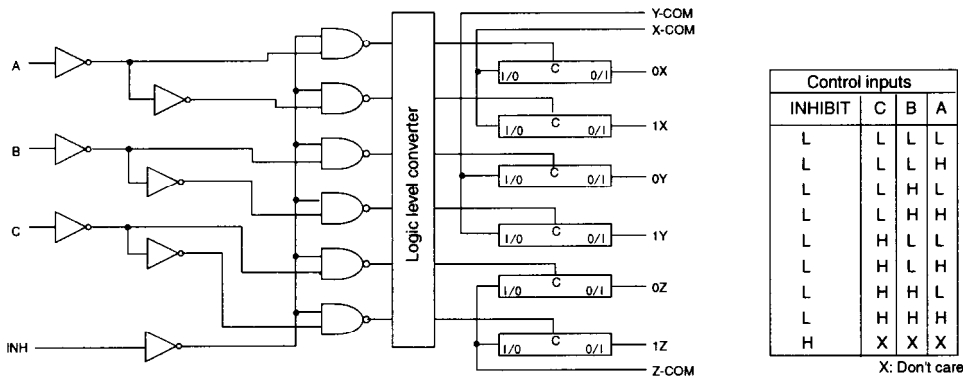 Y-COM
X-COM
A
C
I/O
O/I
0X
C
I/O
O/I
1X
B
C
I/O
O/I
0Y
Logic level converter
C
C
I/O
O/I
1Y
C
I/O
O/I
0Z
INH
C
I/O
O/I
1Z
Z-COM
Control inputs
INHIBIT C B A
L L L L
L L L H
L L H L
L L H H
L H L L
L H L H
L H H L
L H H H
H X X X
X: Don't care